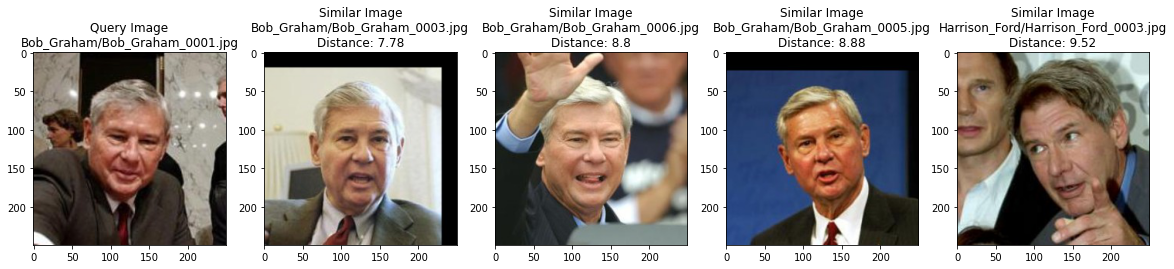 Query Image
Bob_Graham/Bob_Graham_0001.jpg
Similar Image
Bob_Graham/Bob_Graham_0003.jpg
Distance: 7.78
Similar Image
Bob_Graham/Bob_Graham_0006.jpg
Distance: 8.8
Similar Image
Bob_Graham/Bob_Graham_0005.jpg
Distance: 8.88
Similar Image
Harrison_Ford/Harrison_Ford_0003.jpg
Distance: 9.52
0
50
100
150
200
0 50 100 150 200
0
50
100
150
200
0 50 100 150 200
0
50
100
150
200
0 50 100 150 200
0
50
100
150
200
0 50 100 150 200
0
50
100
150
200
0 50 100 150 200